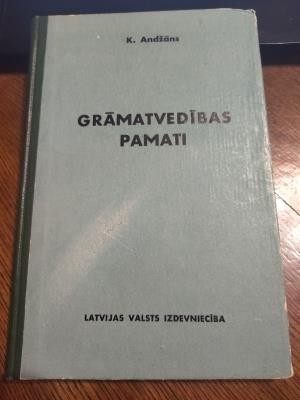 K. Andžāns
GRĀMATVEDĪBAS
PAMATI
LATVIJAS VALSTS IZDEVNIECĪBA